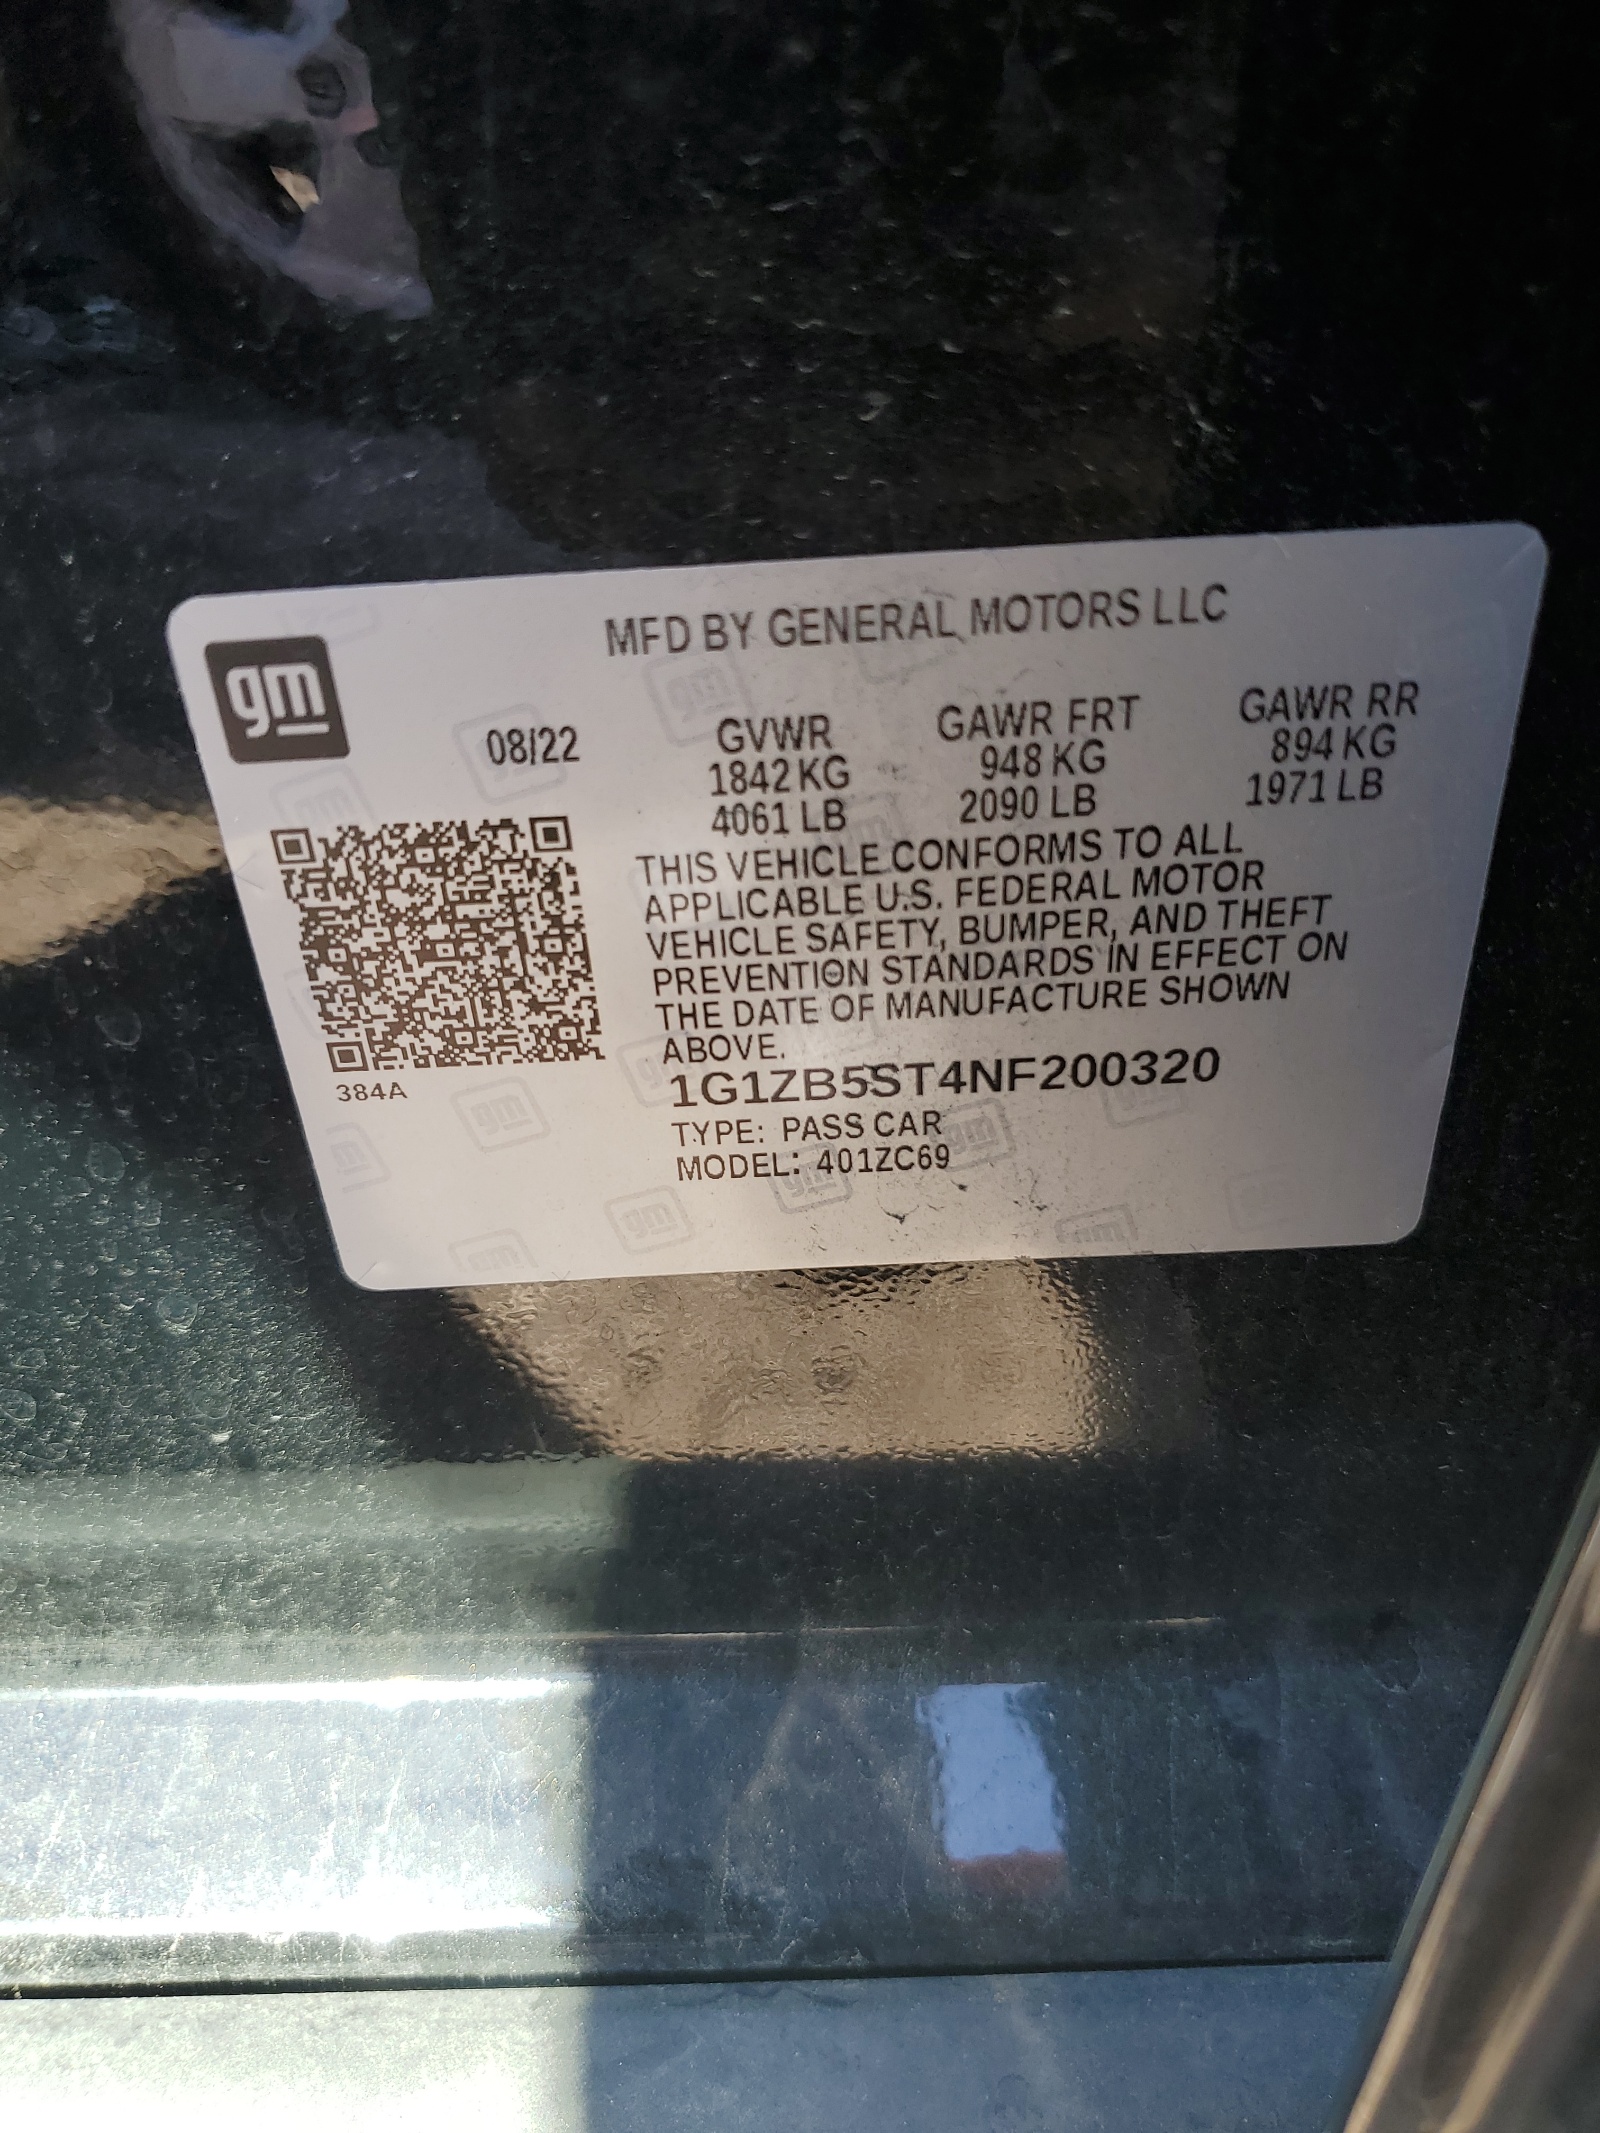 MFD BY GENERAL MOTORS LLC
gm
08/22 GVWR GAWR FRT GAWR RR
1842 KG 948 KG 894 KG
4061 LB 2090 LB 1971 LB
THIS VEHICLE CONFORMS TO ALL
APPLICABLE U.S. FEDERAL MOTOR
VEHICLE SAFETY, BUMPER, AND THEFT
PREVENTION STANDARDS IN EFFECT ON
THE DATE OF MANUFACTURE SHOWN
ABOVE.
384A
1G1ZB5ST4NF200320
TYPE: PASS CAR
MODEL: 401ZC69